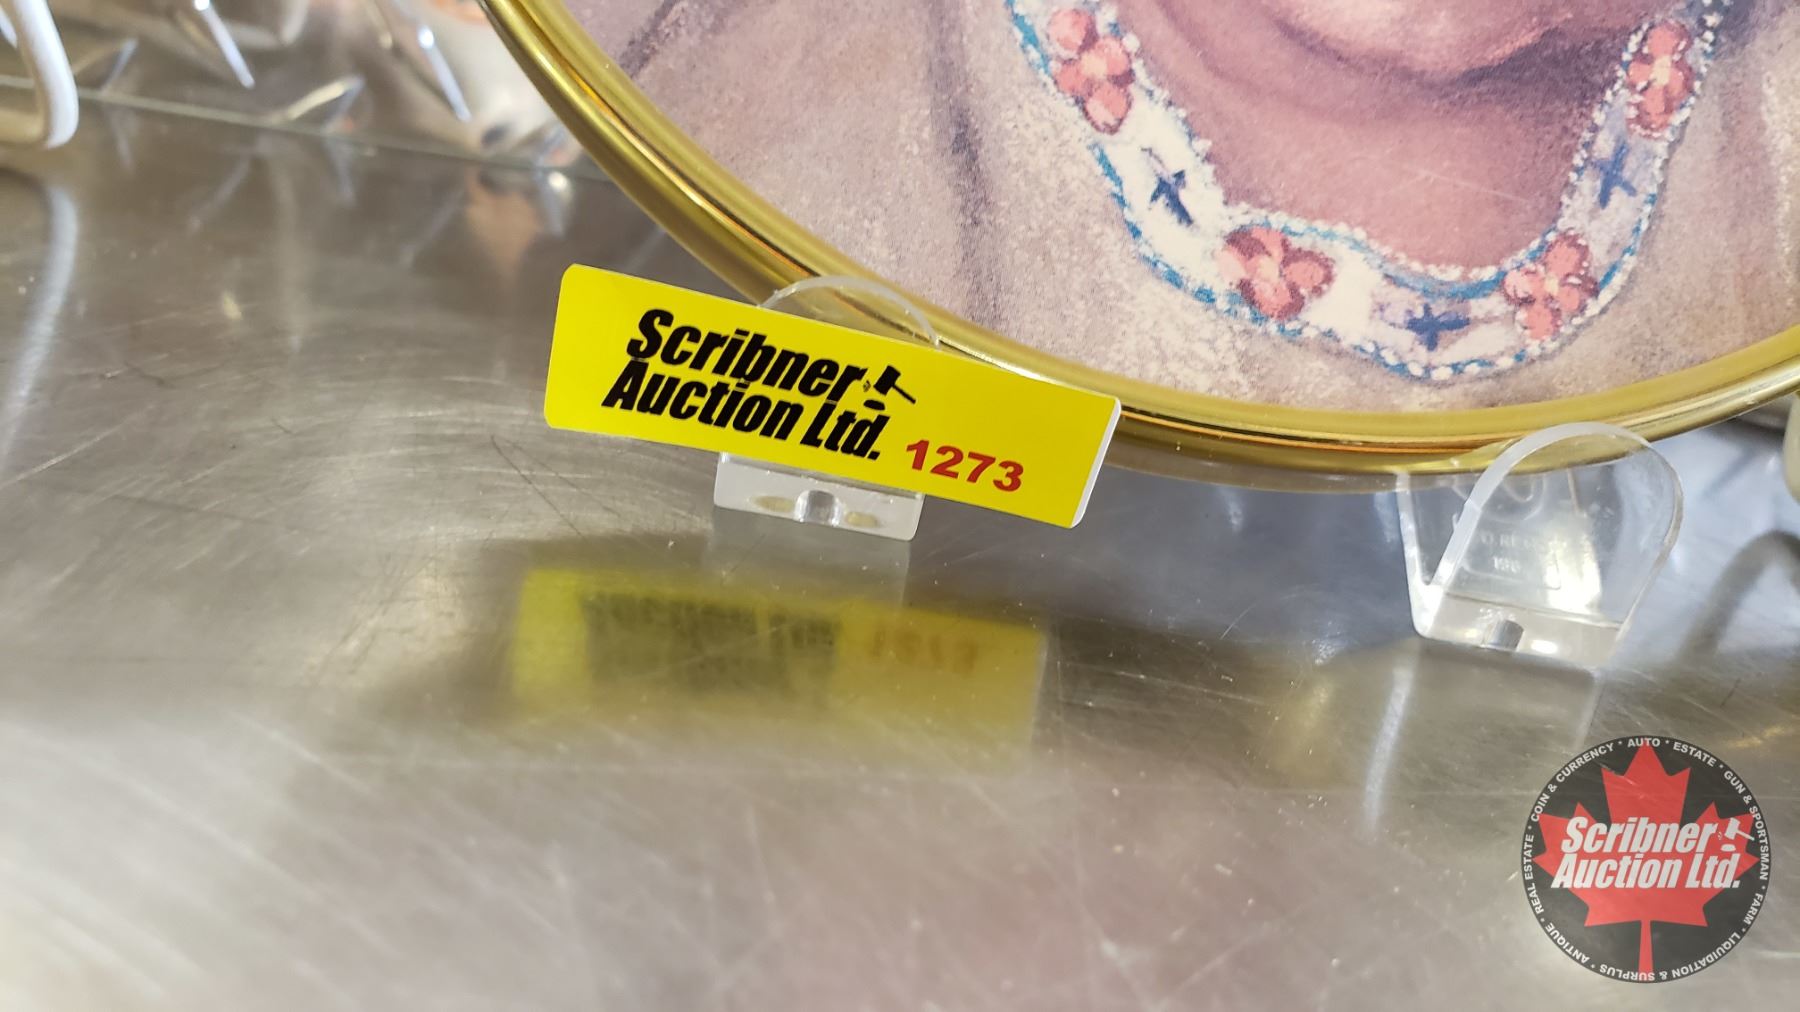 Scribner
Auction Ltd.
1273
COIN & CURRENCY * AUTO * ESTATE * GUN & SPORTSMAN * FARM * LIQUIDATION & SURPLUS * ANTIQUE * REAL ESTATE *
Scribner
Auction Ltd.